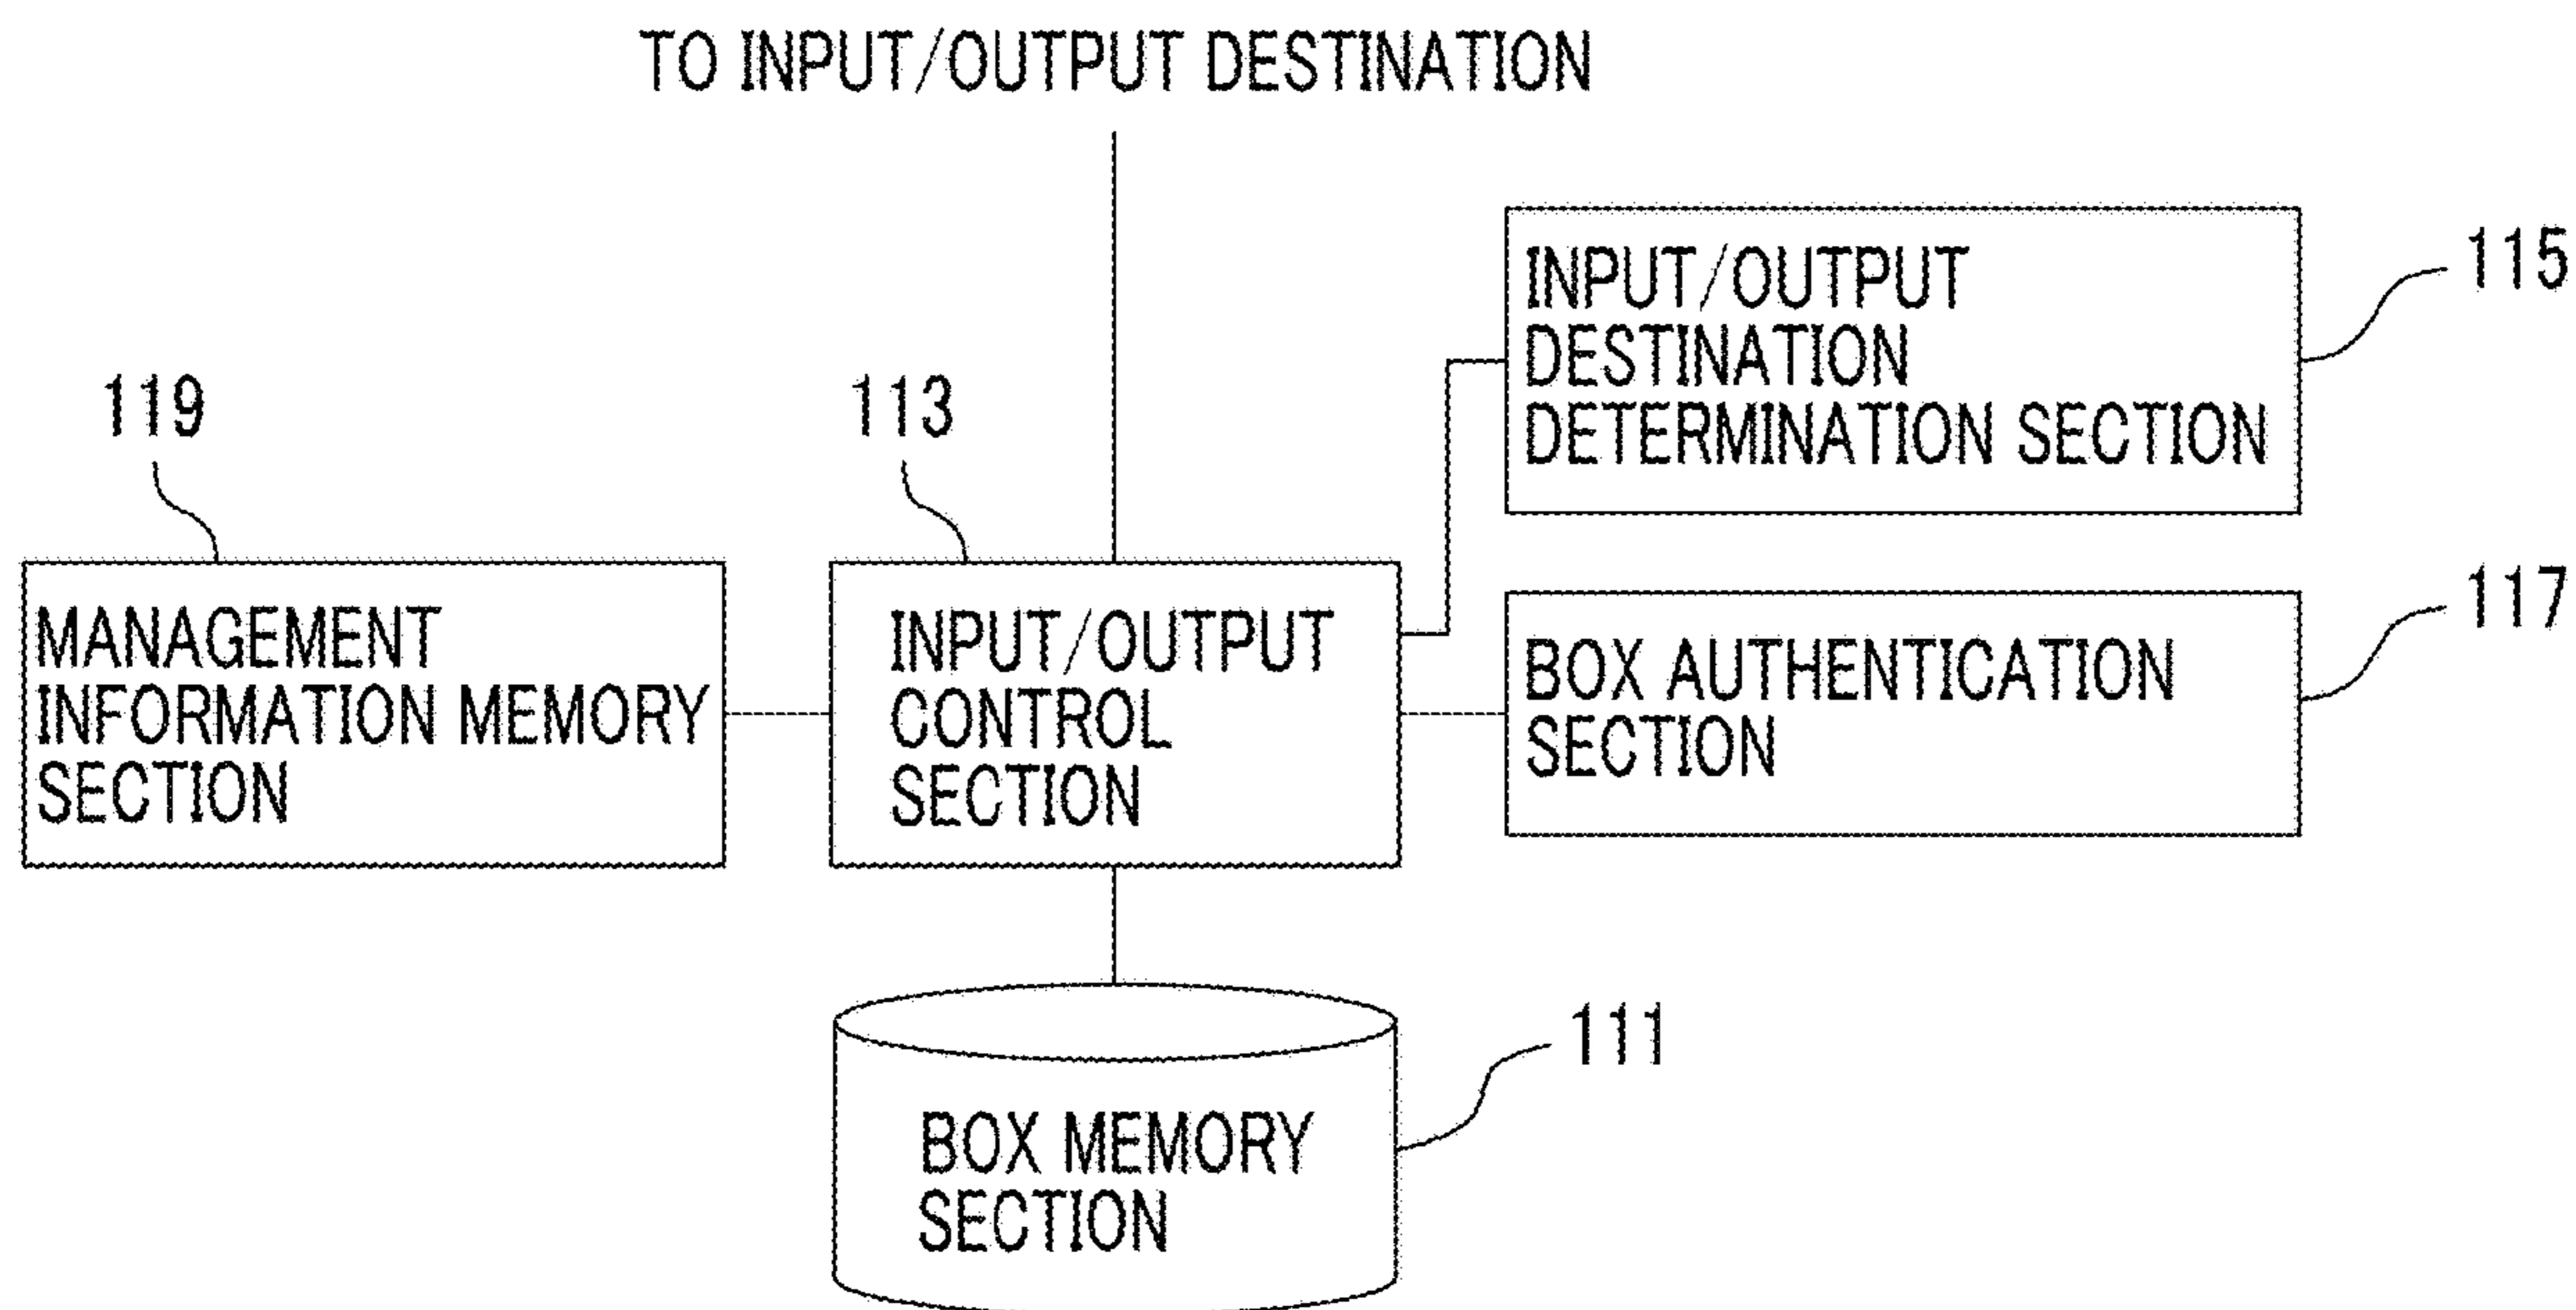 TO INPUT/OUTPUT DESTINATION
INPUT/OUTPUT
DESTINATION
DETERMINATION SECTION
115
119
113
MANAGEMENT
INFORMATION MEMORY
SECTION
INPUT/OUTPUT
CONTROL
SECTION
BOX AUTHENTICATION
SECTION
117
BOX MEMORY
SECTION
111